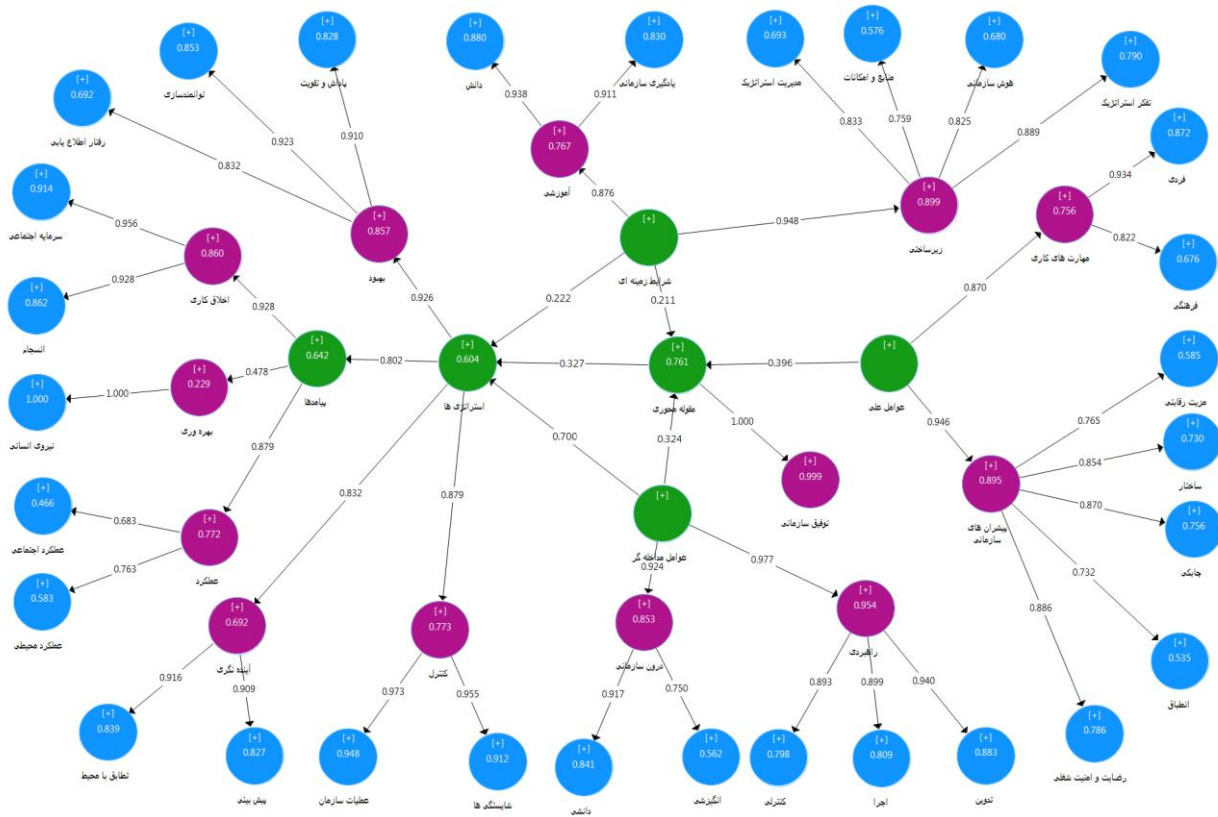 [+]
0.853
توانمندسازی
[+]
0.828
پاداش و تقویت
[+]
0.880
دانش
[+]
0.830
یادگیری سازمانی
[+]
0.693
مدیریت استراتژیک
[+]
0.576
منابع و امکانات
[+]
0.680
هوش سازمانی
[+]
0.790
تفکر استراتژیک
[+]
0.692
رفتار اطلاع یابی
[+]
0.872
فردی
[+]
0.914
سرمایه اجتماعی
[+]
0.862
انسجام
[+]
0.860
اخلاق کاری
[+]
0.857
بهبود
[+]
0.767
آموزشی
[+]
0.899
زیرساختی
[+]
0.756
مهارت های کاری
[+]
0.676
فرهنگی
0.938
0.911
0.833
0.759
0.825
0.889
0.934
0.822
0.910
0.923
0.832
0.956
0.928
0.876
0.948
0.870
[+]
شرایط زمینه ای
0.222
0.211
0.926
0.928
[+]
1.000
نیروی انسانی
1.000
[+]
0.229
بهره وری
0.478
[+]
0.642
پیامدها
0.802
[+]
0.604
استراتژی ها
0.327
[+]
0.761
مقوله محوری
0.396
[+]
عوامل علی
0.946
[+]
0.585
مزیت رقابتی
[+]
0.730
ساختار
[+]
0.756
چابکی
[+]
0.535
انطباق
[+]
0.786
رضایت و امنیت شغلی
0.765
0.854
0.870
0.732
0.886
[+]
0.895
پیشران های
سازمانی
0.700
0.324
1.000
[+]
0.999
توفیق سازمانی
[+]
عوامل مداخله گر
0.924
0.977
0.879
[+]
0.466
عملکرد اجتماعی
[+]
0.583
عملکرد محیطی
0.683
0.763
[+]
0.772
عملکرد
0.832
0.879
[+]
0.692
آینده نگری
[+]
0.773
کنترل
[+]
0.853
درون سازمانی
[+]
0.954
راهبردی
0.916
0.909
0.973
0.955
0.917
0.750
0.893
0.899
0.940
[+]
0.839
تطابق با محیط
[+]
0.827
پیش بینی
[+]
0.948
عملیات سازمان
[+]
0.912
شایستگی ها
[+]
0.841
دانشی
[+]
0.562
انگیزشی
[+]
0.798
کنترلی
[+]
0.809
اجرا
[+]
0.883
تدوین